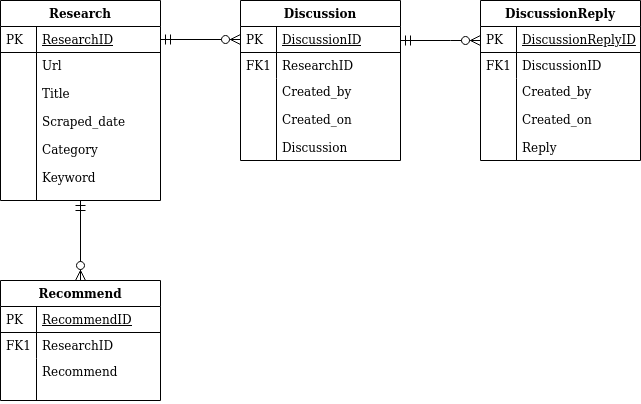 Research
PK ResearchID
Url
Title
Scraped_date
Category
Keyword
Discussion
PK DiscussionID
FK1 ResearchID
Created_by
Created_on
Discussion
DiscussionReply
PK DiscussionReplyID
FK1 DiscussionID
Created_by
Created_on
Reply
Recommend
PK RecommendID
FK1 ResearchID
Recommend